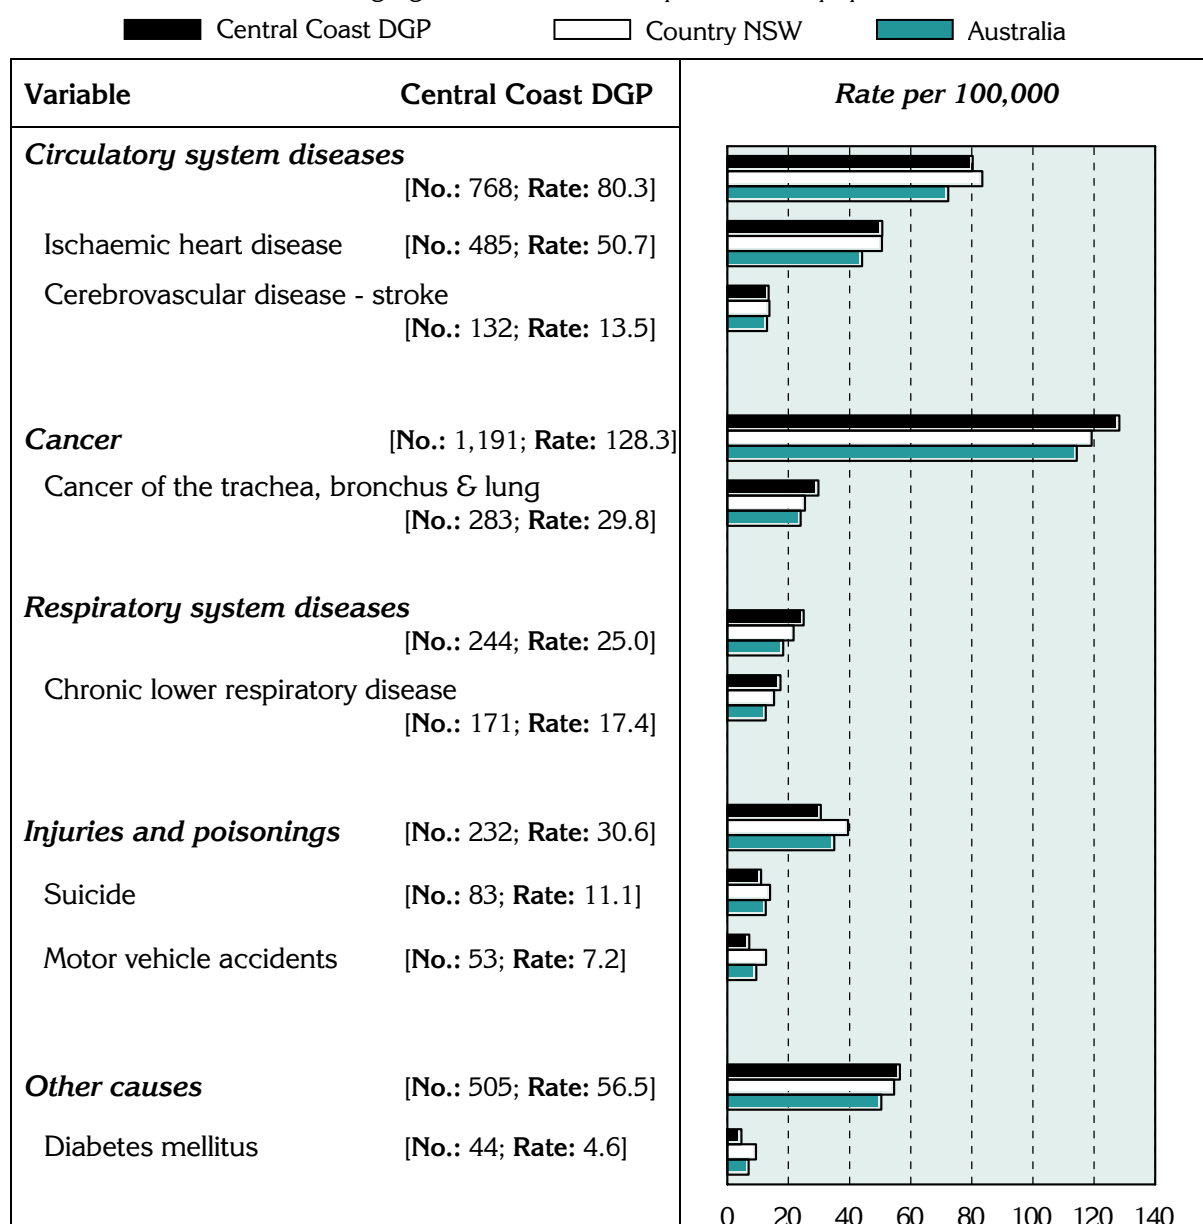 Central Coast DGP Country NSW Australia
Variable Central Coast DGP Rate per 100,000
Circulatory system diseases
[No.: 768; Rate: 80.3]
Ischaemic heart disease [No.: 485; Rate: 50.7]
Cerebrovascular disease - stroke
[No.: 132; Rate: 13.5]
Cancer [No.: 1,191; Rate: 128.3]
Cancer of the trachea, bronchus & lung
[No.: 283; Rate: 29.8]
Respiratory system diseases
[No.: 244; Rate: 25.0]
Chronic lower respiratory disease
[No.: 171; Rate: 17.4]
Injuries and poisonings [No.: 232; Rate: 30.6]
Suicide [No.: 83; Rate: 11.1]
Motor vehicle accidents [No.: 53; Rate: 7.2]
Other causes [No.: 505; Rate: 56.5]
Diabetes mellitus [No.: 44; Rate: 4.6]
0 20 40 60 80 100 120 140